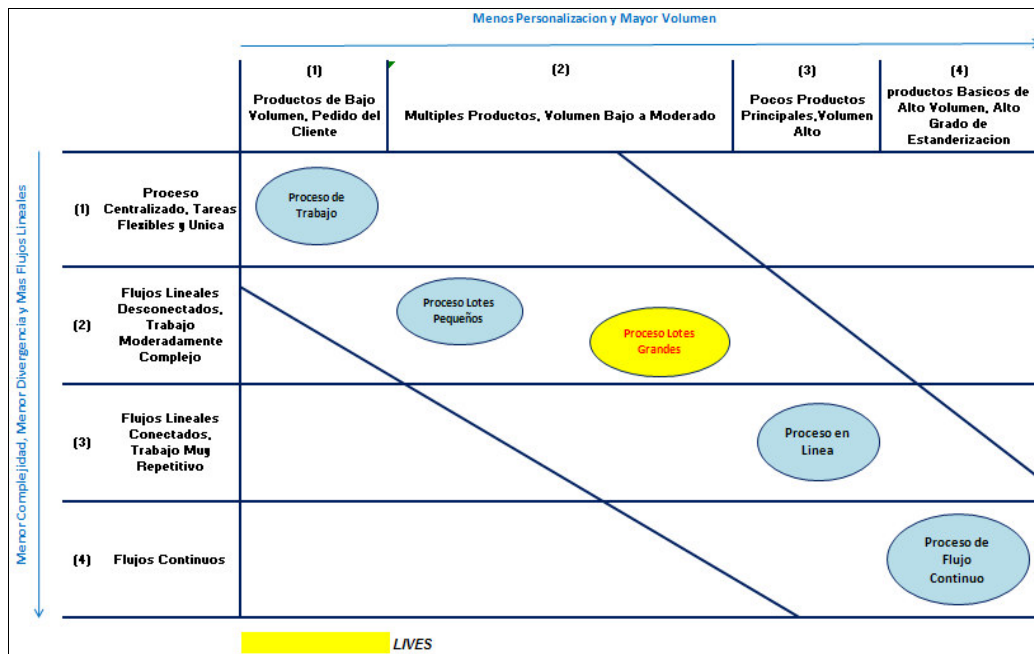 Menos Personalizacion y Mayor Volumen
(1)
Productos de Bajo
Volumen, Pedido del
Cliente
(2)
Multiples Productos, Volumen Bajo a Moderado
(3)
Pocos Productos
Principales,Volumen
Alto
(4)
productos Basicos de
Alto Volumen, Alto
Grado de
Estanderizacion
Menor Complejidad, Menor Divergencia y Mas Flujos Lineales
(1)
Proceso
Centralizado, Tareas
Flexibles y Unica
Proceso de
Trabajo
(2)
Flujos Lineales
Desconectados,
Trabajo
Moderadamente
Complejo
Proceso Lotes
Pequeños
Proceso Lotes
Grandes
(3)
Flujos Lineales
Conectados,
Trabajo Muy
Repetitivo
Proceso en
Linea
(4)
Flujos Continuos
Proceso de
Flujo
Continuo
LIVES